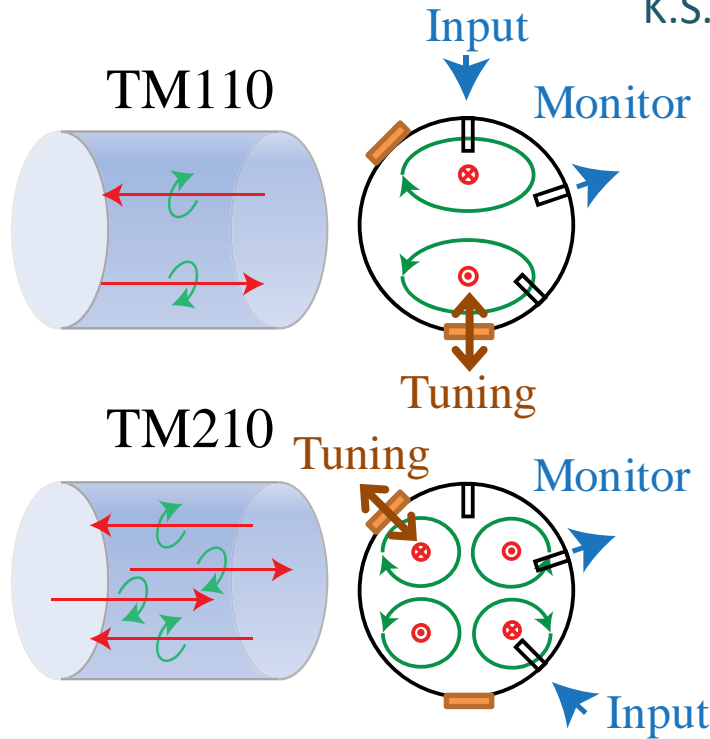 K.S.
Input
TM110
Monitor
Tuning
TM210
Tuning
Monitor
Input